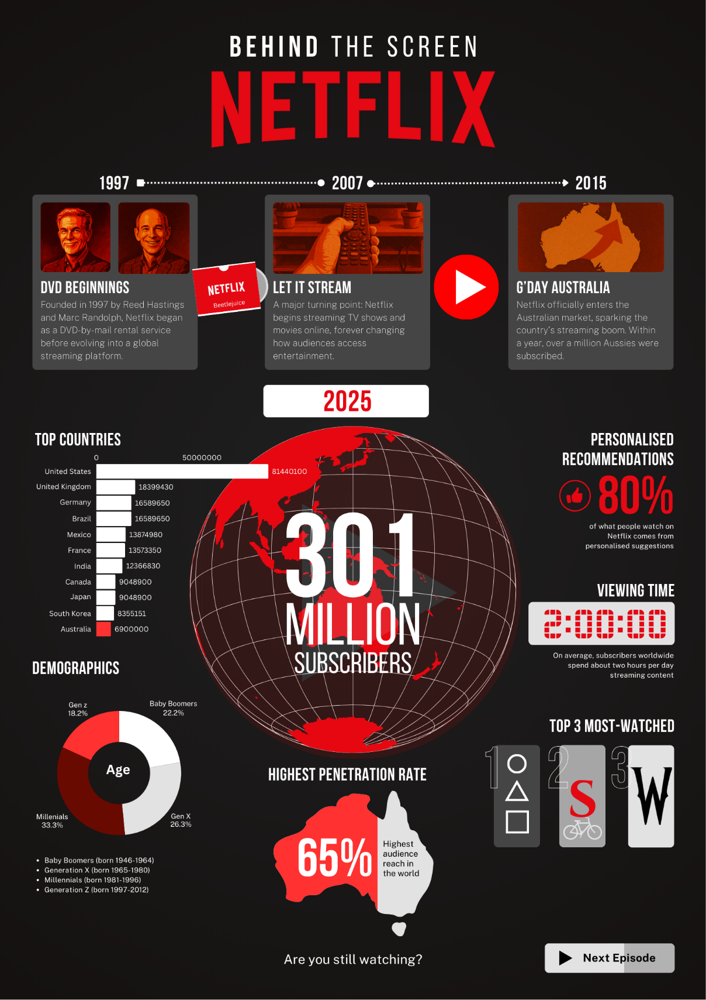 BEHIND THE SCREEN
NETFLIX
1997
2007
2015
DVD BEGINNINGS
Founded in 1997 by Reed Hastings
and Marc Randolph, Netflix began
as a DVD-by-mail rental service
before evolving into a global
streaming platform.
NETFLIX
Beetlejuice
LET IT STREAM
A major turning point: Netflix
begins streaming TV shows and
movies online, forever changing
how audiences access
entertainment.
G'DAY AUSTRALIA
Netflix officially enters the
Australian market, sparking the
country's streaming boom. Within
a year, over a million Aussies were
subscribed.
2025
TOP COUNTRIES
0 50000000
United States 81440100
United Kingdom 18399430
Germany 16589650
Brazil 16589650
Mexico 13874980
France 13573350
India 12366830
Canada 9048900
Japan 9048900
South Korea 8355151
Australia 6900000
301
MILLION
SUBSCRIBERS
PERSONALISED
RECOMMENDATIONS
80%
of what people watch on
Netflix comes from
personalised suggestions
VIEWING TIME
2:00:00
On average, subscribers worldwide
spend about two hours per day
streaming content
DEMOGRAPHICS
Gen z
18.2%
Baby Boomers
22.2%
Age
Millenials
33.3%
Gen X
26.3%
• Baby Boomers (born 1946-1964)
• Generation X (born 1965-1980)
• Millennials (born 1981-1996)
• Generation Z (born 1997-2012)
HIGHEST PENETRATION RATE
65%
Highest
audience
reach in
the world
TOP 3 MOST-WATCHED
1
2
S
3
W
Are you still watching?
Next Episode